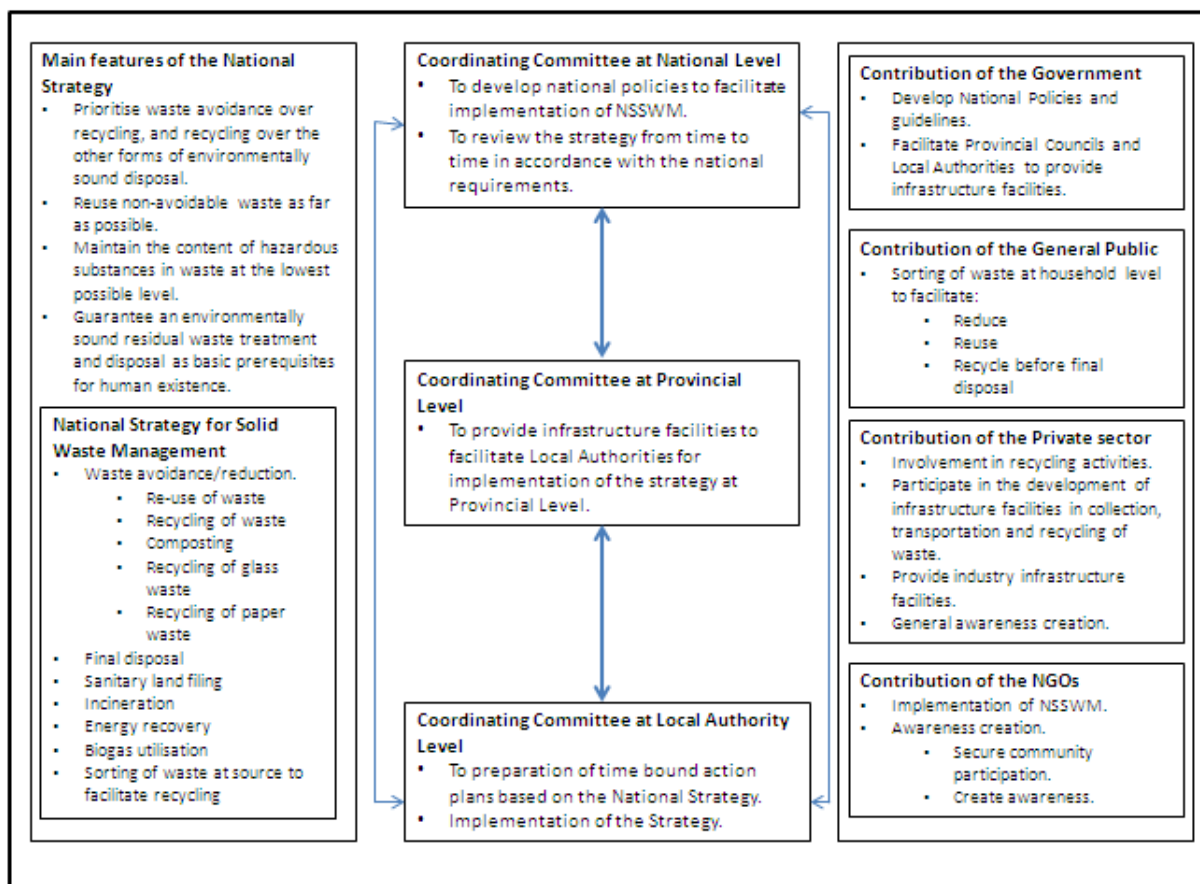 Main features of the National
Strategy
• Prioritise waste avoidance over
recycling, and recycling over the
other forms of environmentally
sound disposal.
• Reuse non-avoidable waste as far
as possible.
• Maintain the content of hazardous
substances in waste at the lowest
possible level.
• Guarantee an environmentally
sound residual waste treatment
and disposal as basic prerequisites
for human existence.
National Strategy for Solid
Waste Management
• Waste avoidance/reduction.
• Re-use of waste
• Recycling of waste
• Composting
• Recycling of glass
waste
• Recycling of paper
waste
• Final disposal
• Sanitary land filing
• Incineration
• Energy recovery
• Biogas utilisation
• Sorting of waste at source to
facilitate recycling
Coordinating Committee at National Level
• To develop national policies to facilitate
implementation of NSSWM.
• To review the strategy from time to
time in accordance with the national
requirements.
Coordinating Committee at Provincial
Level
• To provide infrastructure facilities to
facilitate Local Authorities for
implementation of the strategy at
Provincial Level.
Coordinating Committee at Local Authority
Level
• To preparation of time bound action
plans based on the National Strategy.
• Implementation of the Strategy.
Contribution of the Government
• Develop National Policies and
guidelines.
• Facilitate Provincial Councils and
Local Authorities to provide
infrastructure facilities.
Contribution of the General Public
• Sorting of waste at household level
to facilitate:
• Reduce
• Reuse
• Recycle before final
disposal
Contribution of the Private sector
• Involvement in recycling activities.
• Participate in the development of
infrastructure facilities in collection,
transportation and recycling of
waste.
• Provide industry infrastructure
facilities.
• General awareness creation.
Contribution of the NGOs
• Implementation of NSSWM.
• Awareness creation.
• Secure community
participation.
• Create awareness.